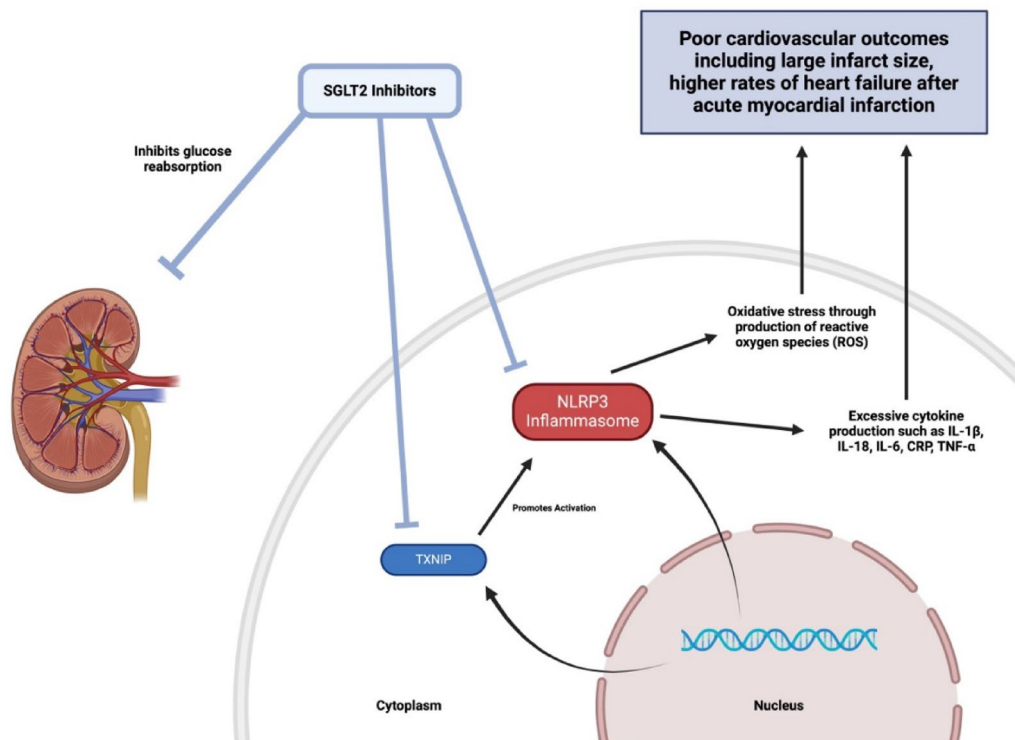 Poor cardiovascular outcomes
including large infarct size,
higher rates of heart failure after
acute myocardial infarction
SGLT2 Inhibitors
Inhibits glucose
reabsorption
Oxidative stress through
production of reactive
oxygen species (ROS)
NLRP3
Inflammasome
Excessive cytokine
production such as IL-1β,
IL-18, IL-6, CRP, TNF-α
Promotes Activation
TXNIP
Cytoplasm
Nucleus